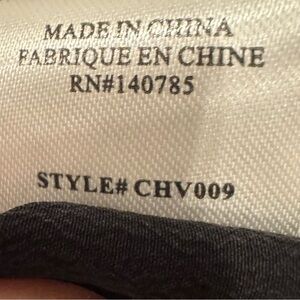 MADE IN CHINA
FABRIQUE EN CHINE
RN#140785
STYLE# CHV009